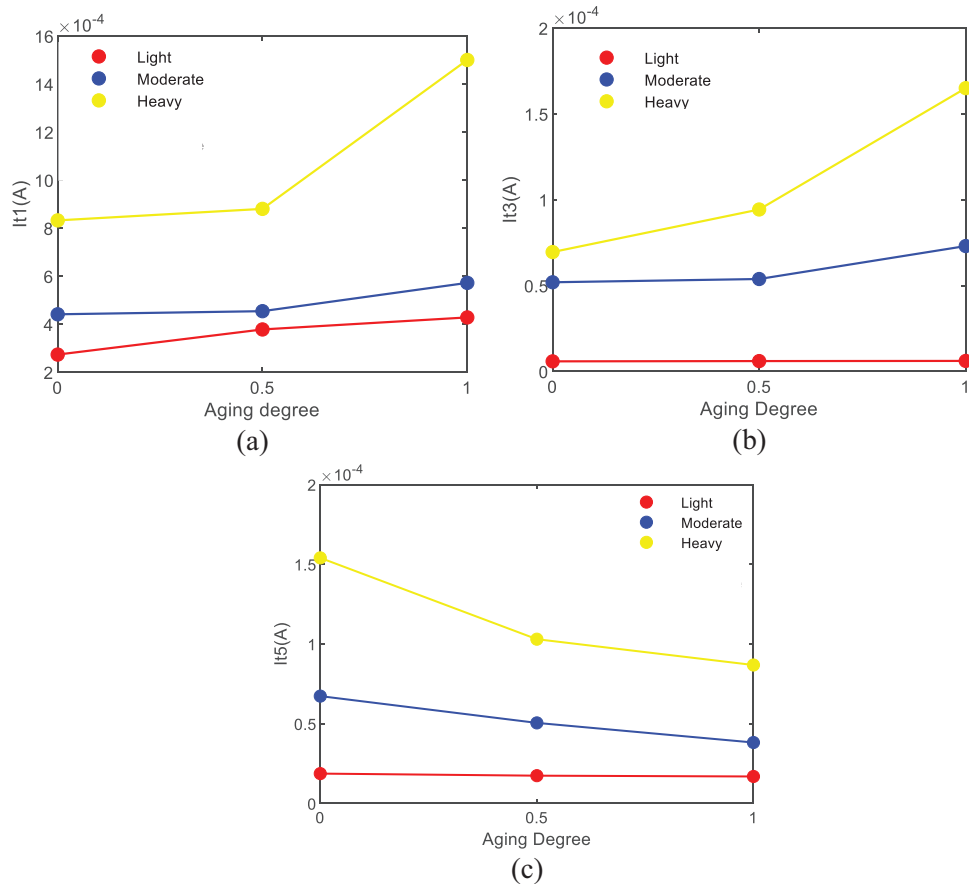 ×10⁻⁴
16
14
12
10
8
6
4
2
It1(A)
Light
Moderate
Heavy
0 0.5 1
Aging degree
(a)
×10⁻⁴
2
1.5
1
0.5
0
It3(A)
Light
Moderate
Heavy
0 0.5 1
Aging Degree
(b)
×10⁻⁴
2
1.5
1
0.5
0
It5(A)
Light
Moderate
Heavy
0 0.5 1
Aging Degree
(c)